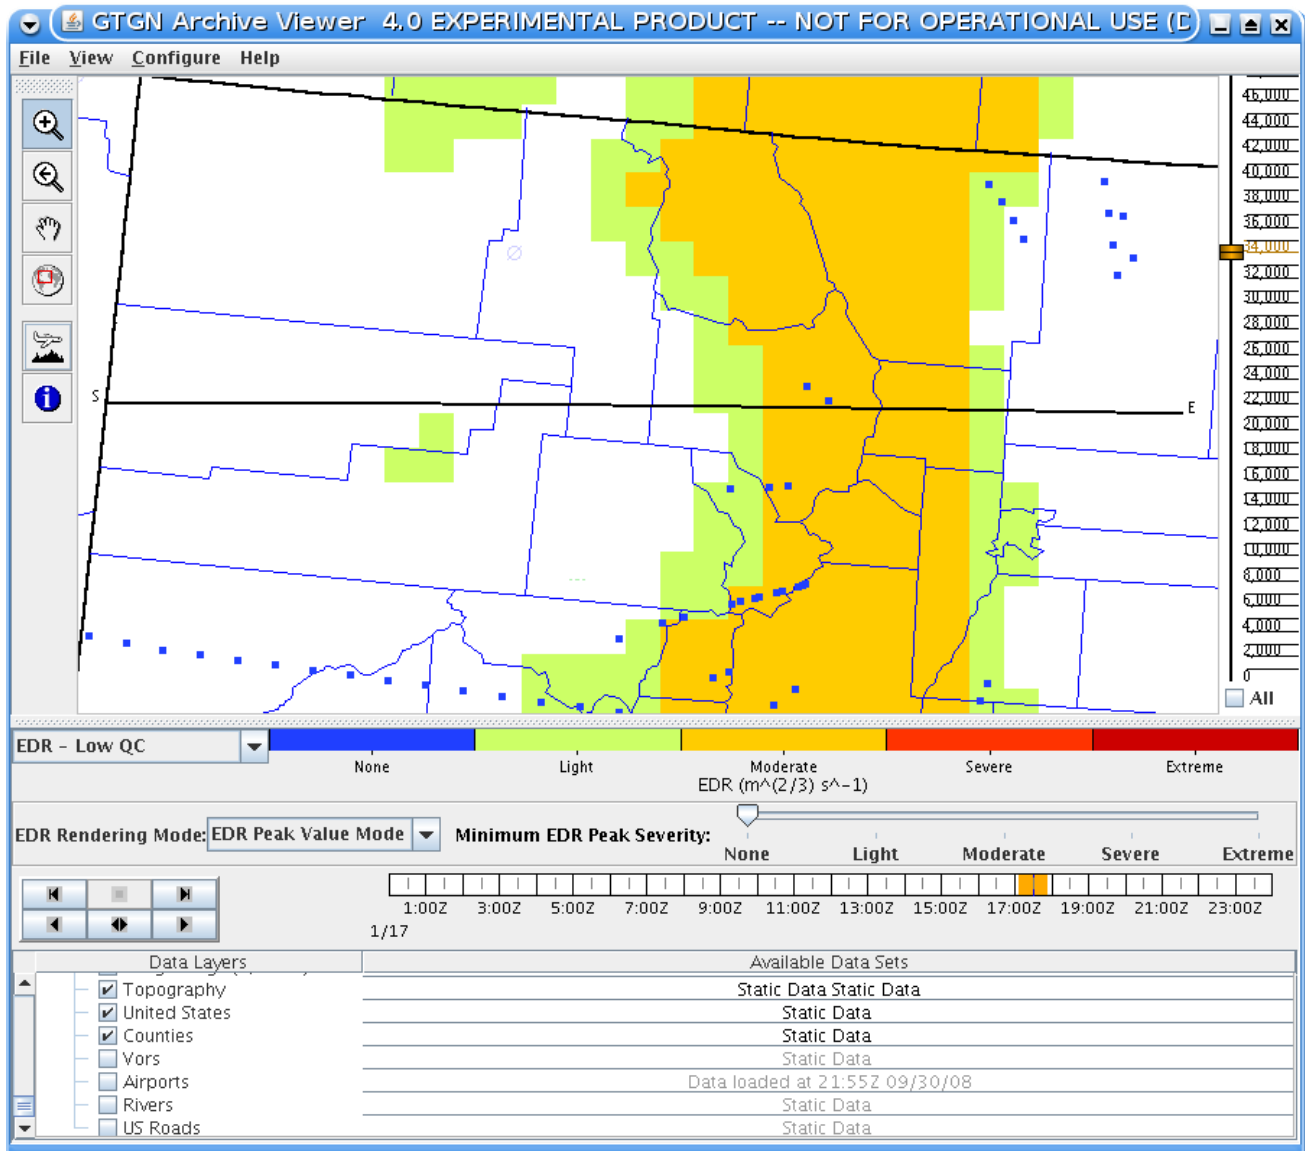 GTGN Archive Viewer 4.0 EXPERIMENTAL PRODUCT -- NOT FOR OPERATIONAL USE (D
File View Configure Help
S
E
46,000
44,000
42,000
40,000
38,000
36,000
34,000
32,000
30,000
28,000
26,000
24,000
22,000
20,000
18,000
16,000
14,000
12,000
10,000
8,000
6,000
4,000
2,000
0
All
EDR - Low QC
None Light Moderate Severe Extreme
EDR (m^(2/3) s^-1)
EDR Rendering Mode: EDR Peak Value Mode Minimum EDR Peak Severity:
None Light Moderate Severe Extreme
1:00Z 3:00Z 5:00Z 7:00Z 9:00Z 11:00Z 13:00Z 15:00Z 17:00Z 19:00Z 21:00Z 23:00Z
1/17
Data Layers Available Data Sets
Topography Static Data Static Data
United States Static Data
Counties Static Data
Vors Static Data
Airports Data loaded at 21:55Z 09/30/08
Rivers Static Data
US Roads Static Data